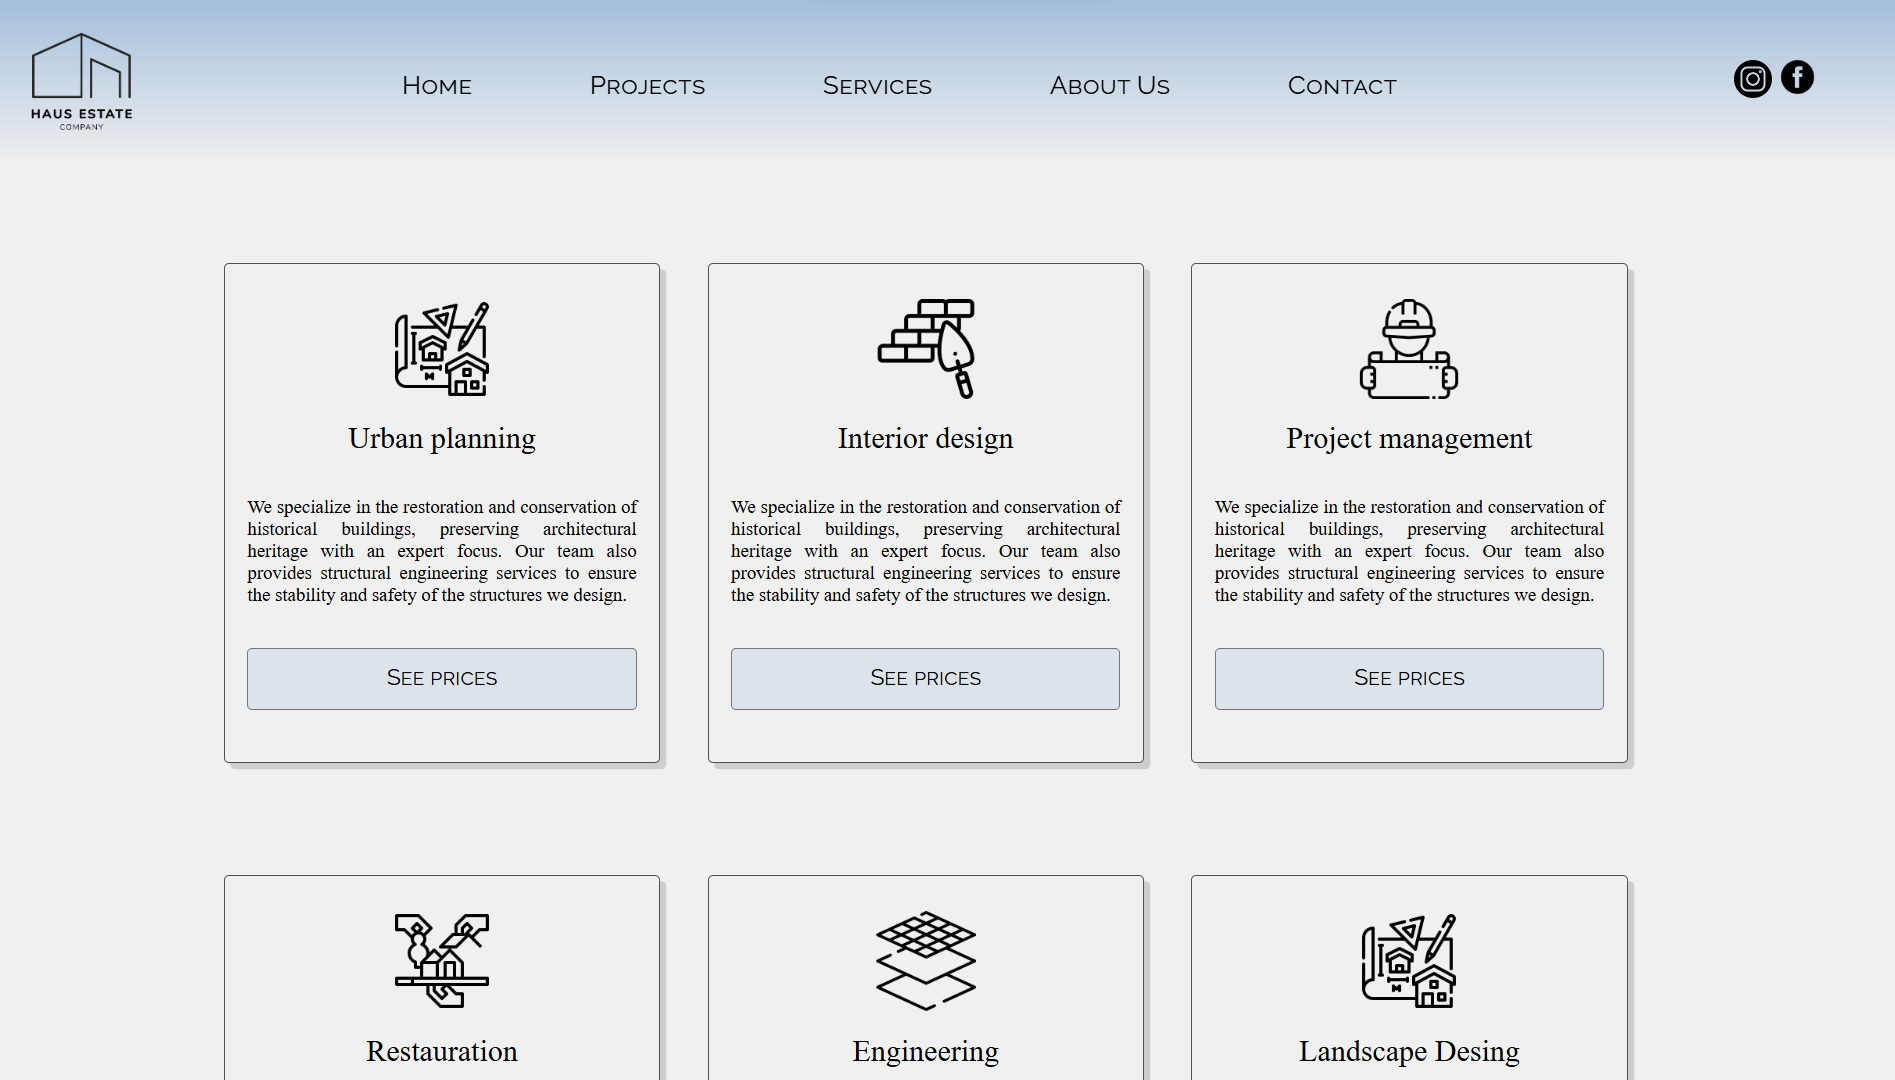 HAUS ESTATE
COMPANY
Home
Projects
Services
About Us
Contact
Urban planning
We specialize in the restoration and conservation of
historical buildings, preserving architectural
heritage with an expert focus. Our team also
provides structural engineering services to ensure
the stability and safety of the structures we design.
See prices
Interior design
We specialize in the restoration and conservation of
historical buildings, preserving architectural
heritage with an expert focus. Our team also
provides structural engineering services to ensure
the stability and safety of the structures we design.
See prices
Project management
We specialize in the restoration and conservation of
historical buildings, preserving architectural
heritage with an expert focus. Our team also
provides structural engineering services to ensure
the stability and safety of the structures we design.
See prices
Restauration
Engineering
Landscape Desing